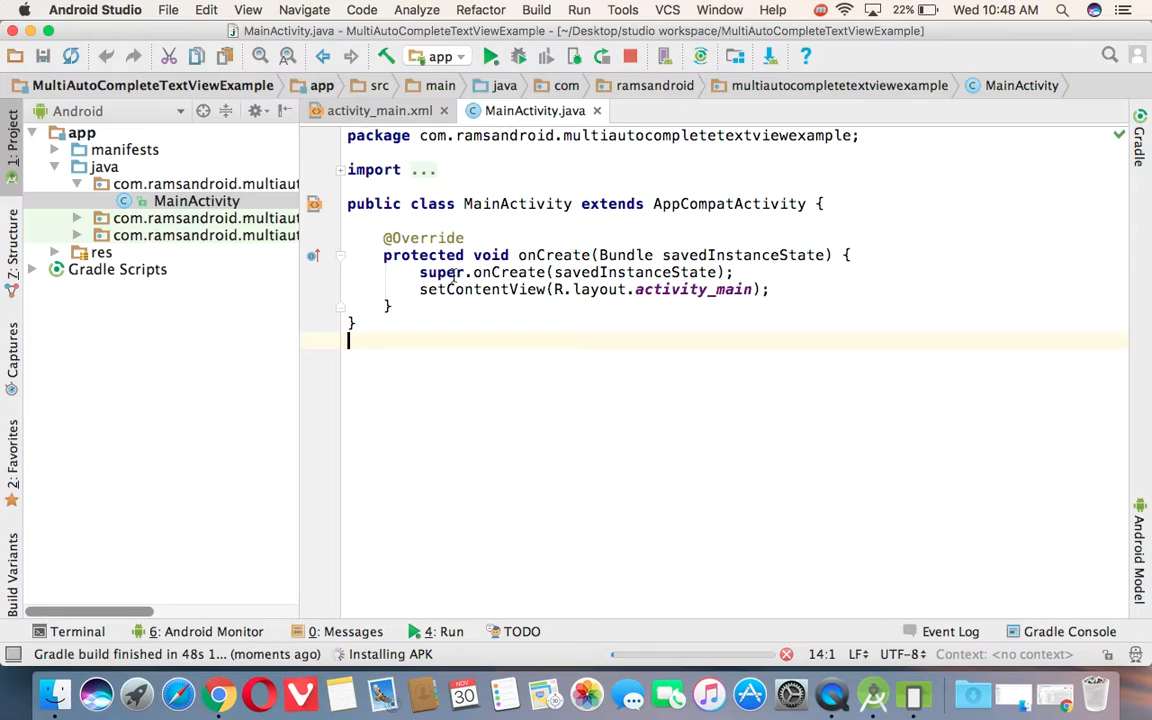 Android Studio File Edit View Navigate Code Analyze Refactor Build Run Tools VCS Window Help 22% Wed 10:48 AM
MainActivity.java - MultiAutoCompleteTextViewExample - [~/Desktop/studio workspace/MultiAutoCompleteTextViewExample]
app
MultiAutoCompleteTextViewExample app src main java com ramsandroid multiautocompletetextviewexample MainActivity
Android
activity_main.xml
MainActivity.java
1: Project
7: Structure
Captures
2: Favorites
Build Variants
app
manifests
java
com.ramsandroid.multiaut
MainActivity
com.ramsandroid.multiaut
com.ramsandroid.multiaut
res
Gradle Scripts
package com.ramsandroid.multiautocompletetextviewexample;
import ...
public class MainActivity extends AppCompatActivity {
@Override
protected void onCreate(Bundle savedInstanceState) {
super.onCreate(savedInstanceState);
setContentView(R.layout.activity_main);
}
}
Gradle
Android Model
Terminal 6: Android Monitor 0: Messages 4: Run TODO Event Log Gradle Console
Gradle build finished in 48s 1... (moments ago) Installing APK 14:1 LF UTF-8 Context: <no context>
NOV
30